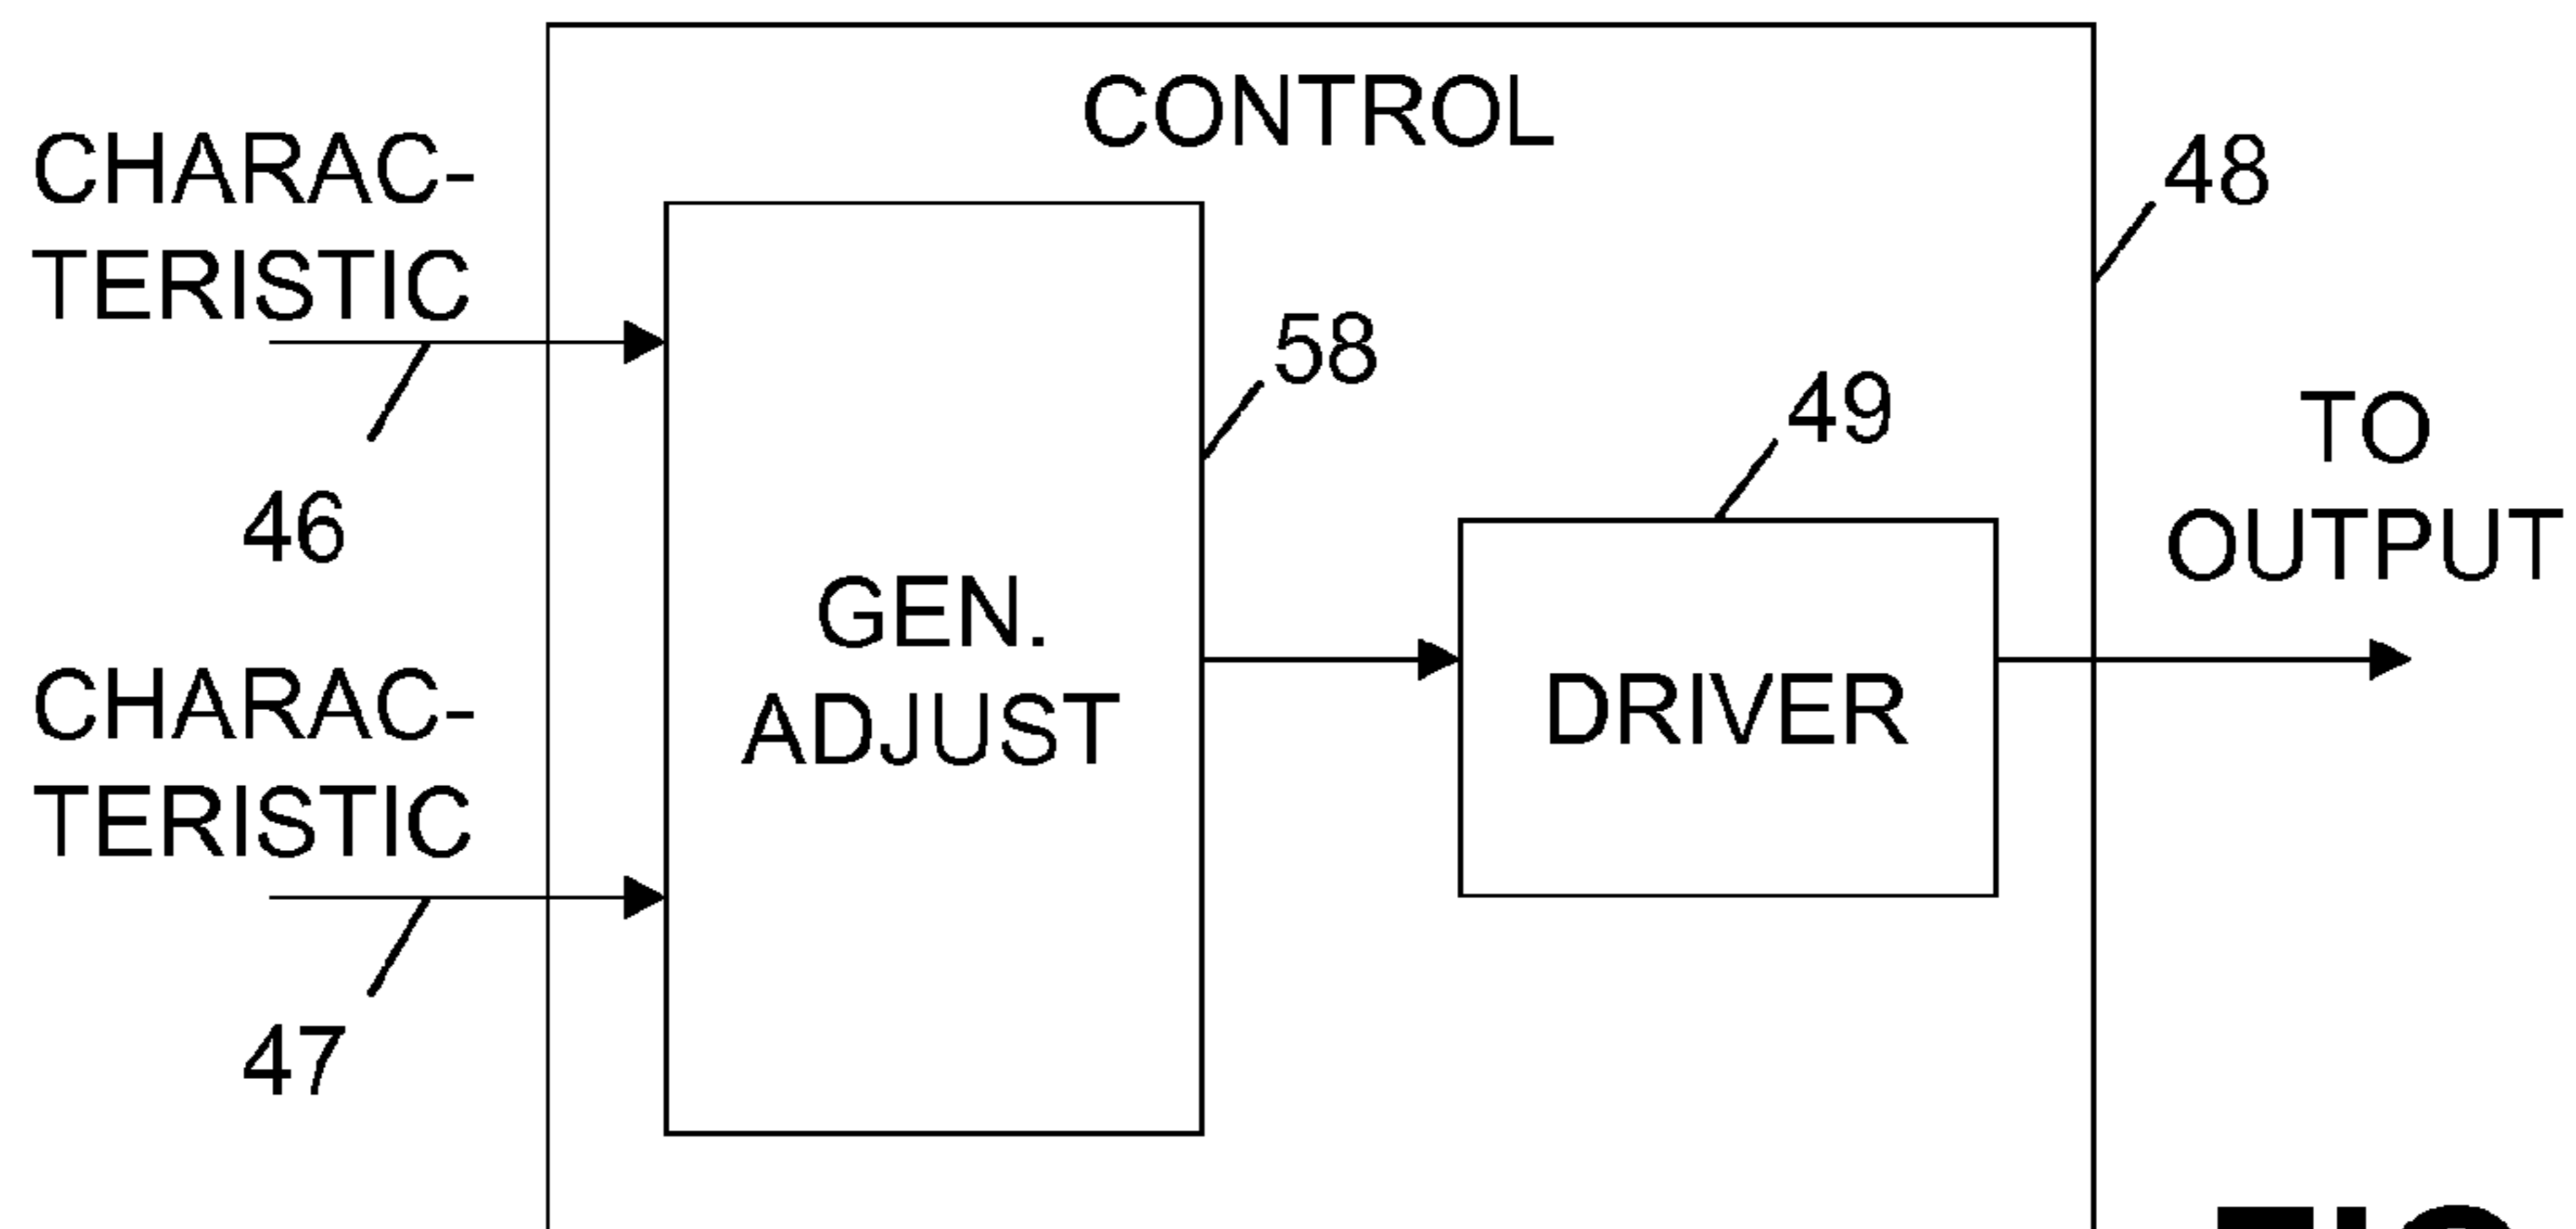 CONTROL
CHARAC-
TERISTIC
46
CHARAC-
TERISTIC
47
GEN.
ADJUST
58
DRIVER
49
48
TO
OUTPUT